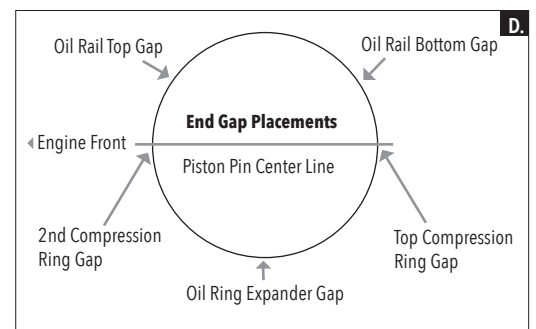 D.
Oil Rail Top Gap
Oil Rail Bottom Gap
End Gap Placements
Engine Front
Piston Pin Center Line
2nd Compression
Ring Gap
Top Compression
Ring Gap
Oil Ring Expander Gap